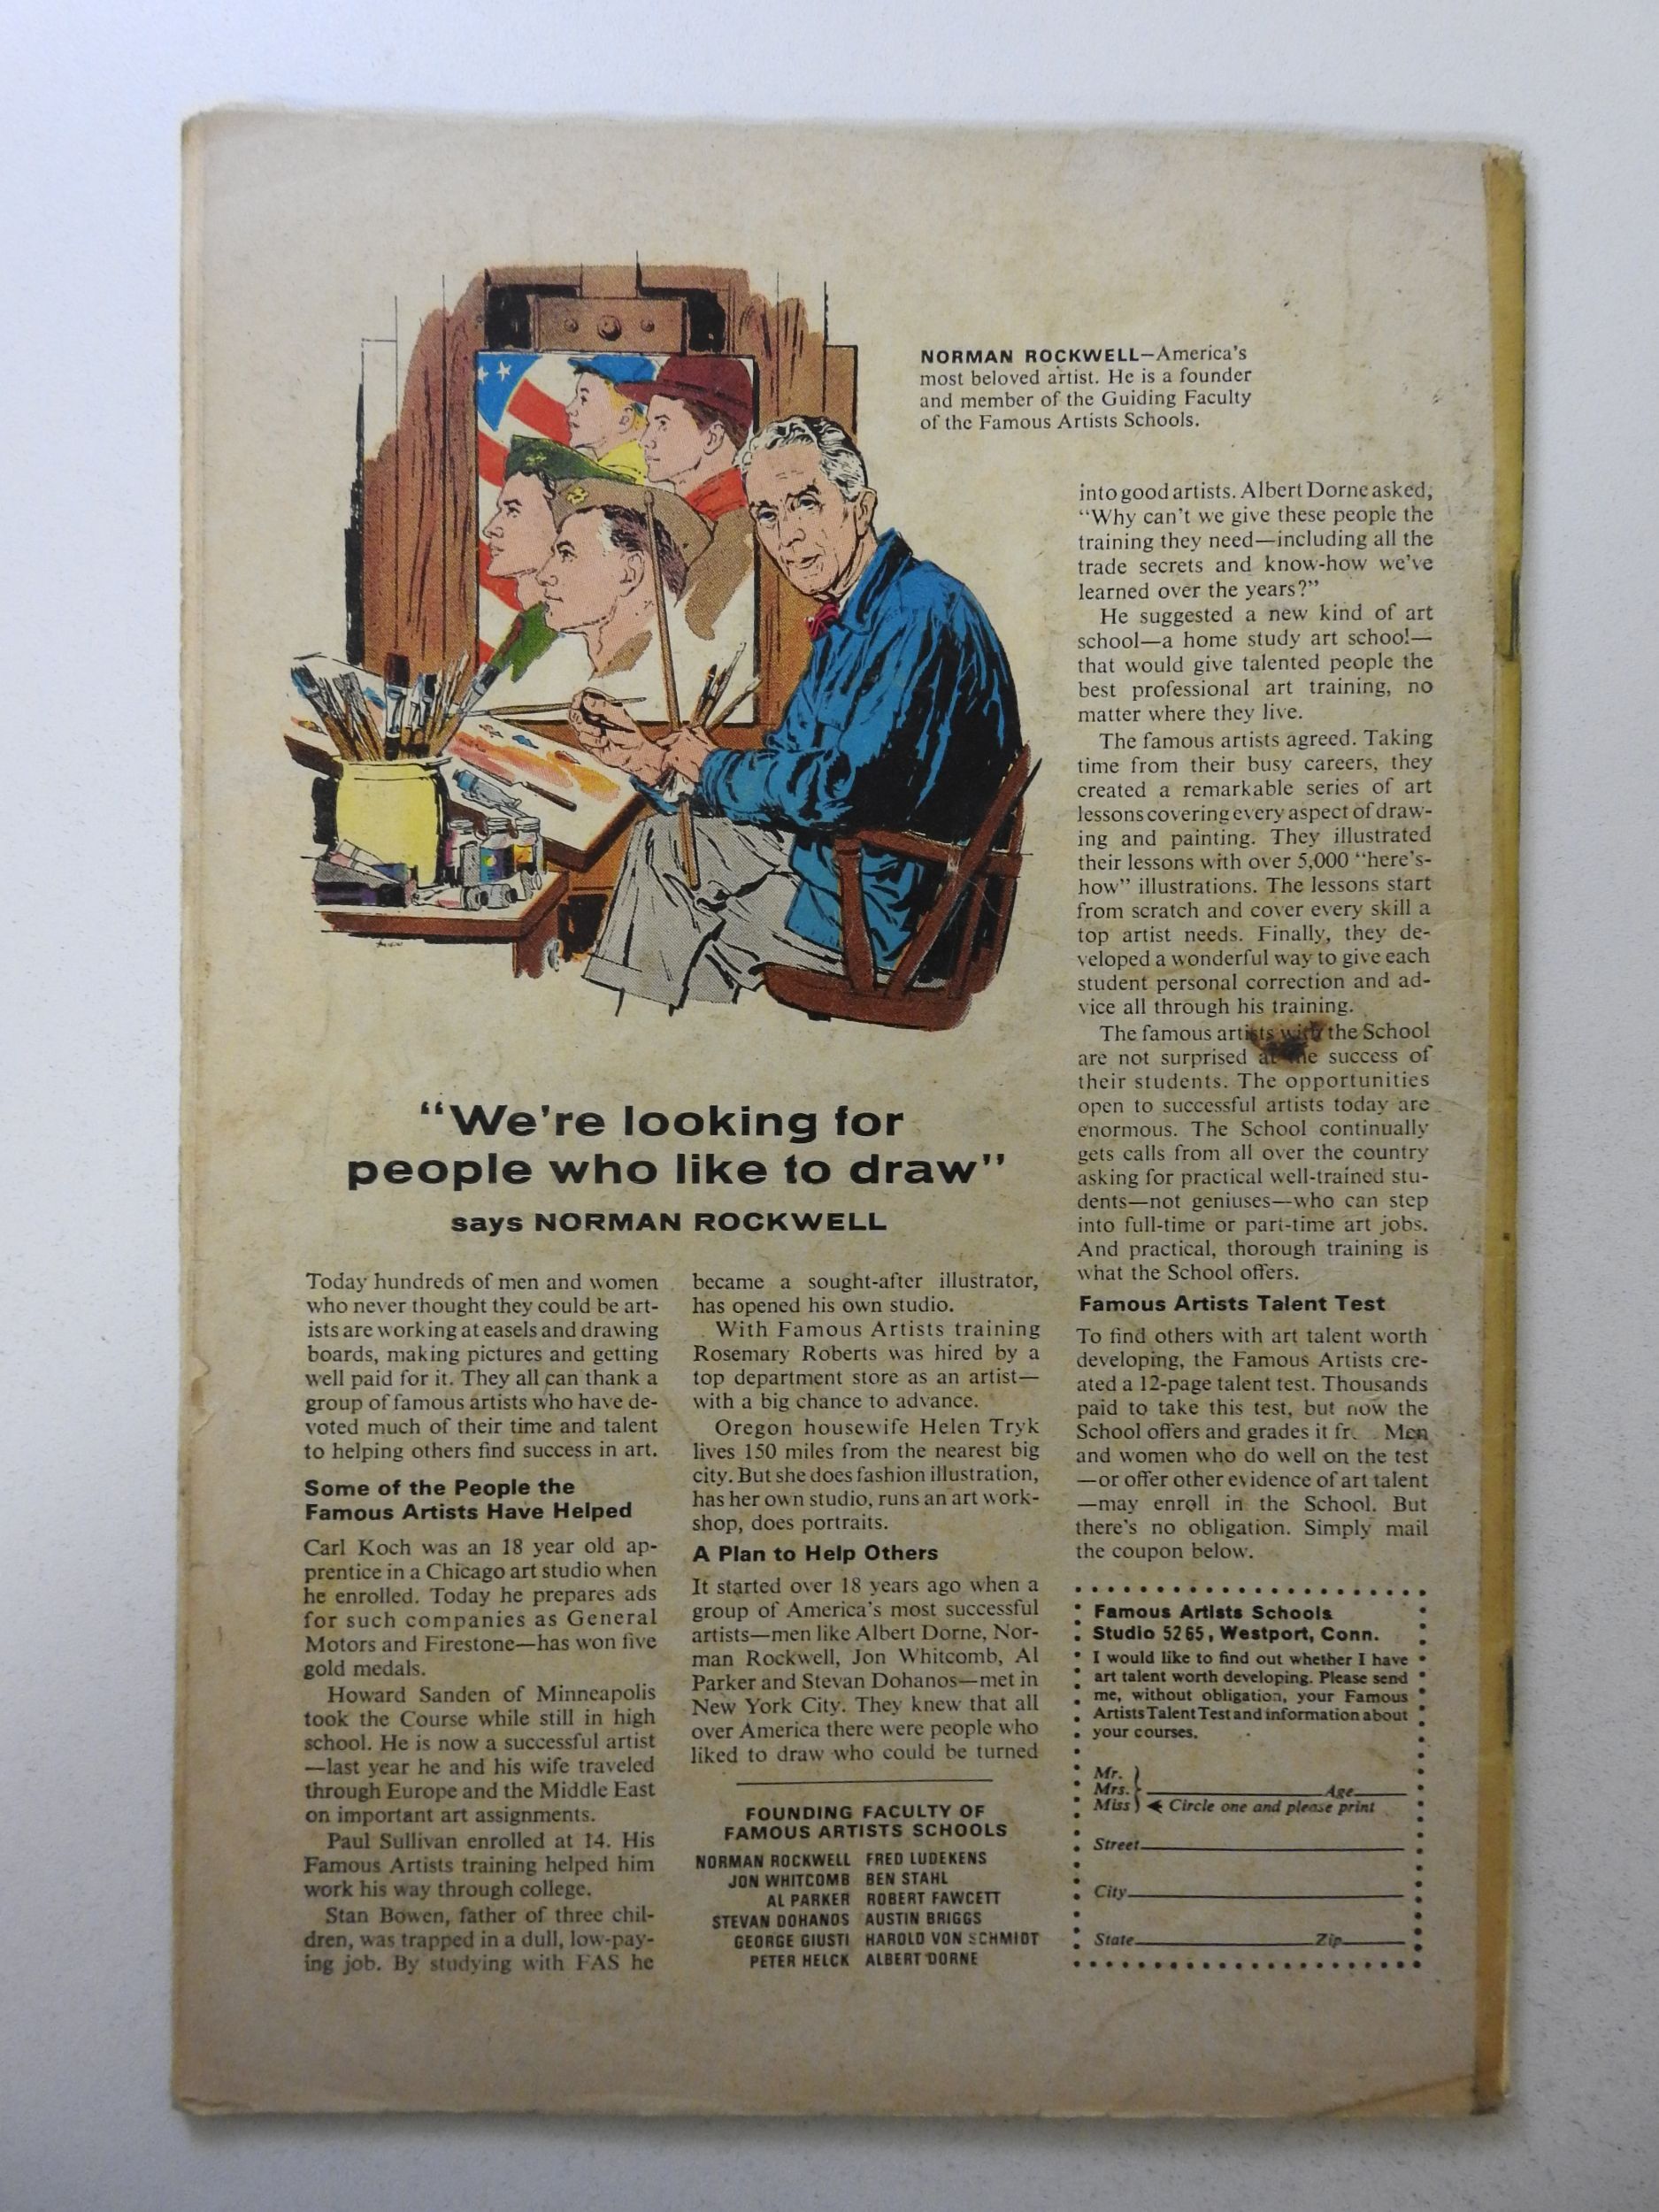 NORMAN ROCKWELL—America's
most beloved artist. He is a founder
and member of the Guiding Faculty
of the Famous Artists Schools.
"We're looking for
people who like to draw"
says NORMAN ROCKWELL
Today hundreds of men and women
who never thought they could be art-
ists are working at easels and drawing
boards, making pictures and getting
well paid for it. They all can thank a
group of famous artists who have de-
voted much of their time and talent
to helping others find success in art.
Some of the People the
Famous Artists Have Helped
Carl Koch was an 18 year old ap-
prentice in a Chicago art studio when
he enrolled. Today he prepares ads
for such companies as General
Motors and Firestone—has won five
gold medals.
Howard Sanden of Minneapolis
took the Course while still in high
school. He is now a successful artist
—last year he and his wife traveled
through Europe and the Middle East
on important art assignments.
Paul Sullivan enrolled at 14. His
Famous Artists training helped him
work his way through college.
Stan Bowen, father of three chil-
dren, was trapped in a dull, low-pay-
ing job. By studying with FAS he
became a sought-after illustrator,
has opened his own studio.
With Famous Artists training
Rosemary Roberts was hired by a
top department store as an artist—
with a big chance to advance.
Oregon housewife Helen Tryk
lives 150 miles from the nearest big
city. But she does fashion illustration,
has her own studio, runs an art work-
shop, does portraits.
A Plan to Help Others
It started over 18 years ago when a
group of America's most successful
artists—men like Albert Dorne, Nor-
man Rockwell, Jon Whitcomb, Al
Parker and Stevan Dohanos—met in
New York City. They knew that all
over America there were people who
liked to draw who could be turned
FOUNDING FACULTY OF
FAMOUS ARTISTS SCHOOLS
NORMAN ROCKWELL FRED LUDEKENS
JON WHITCOMB BEN STAHL
AL PARKER ROBERT FAWCETT
STEVAN DOHANOS AUSTIN BRIGGS
GEORGE GIUSTI HAROLD VON SCHMIDT
PETER HELCK ALBERT DORNE
into good artists. Albert Dorne asked,
"Why can't we give these people the
training they need—including all the
trade secrets and know-how we've
learned over the years?"
He suggested a new kind of art
school—a home study art school—
that would give talented people the
best professional art training, no
matter where they live.
The famous artists agreed. Taking
time from their busy careers, they
created a remarkable series of art
lessons covering every aspect of draw-
ing and painting. They illustrated
their lessons with over 5,000 "here's-
how" illustrations. The lessons start
from scratch and cover every skill a
top artist needs. Finally, they de-
veloped a wonderful way to give each
student personal correction and ad-
vice all through his training.
The famous artists with the School
are not surprised at the success of
their students. The opportunities
open to successful artists today are
enormous. The School continually
gets calls from all over the country
asking for practical well-trained stu-
dents—not geniuses—who can step
into full-time or part-time art jobs.
And practical, thorough training is
what the School offers.
Famous Artists Talent Test
To find others with art talent worth
developing, the Famous Artists cre-
ated a 12-page talent test. Thousands
paid to take this test, but now the
School offers and grades it Men
and women who do well on the test
—or offer other evidence of art talent
—may enroll in the School. But
there's no obligation. Simply mail
the coupon below.
Famous Artists Schools
Studio 5265, Westport, Conn.
I would like to find out whether I have
art talent worth developing. Please send
me, without obligation, your Famous
Artists Talent Test and information about
your courses.
Mr.
Mrs. Age
Miss Circle one and please print
Street
City
State Zip